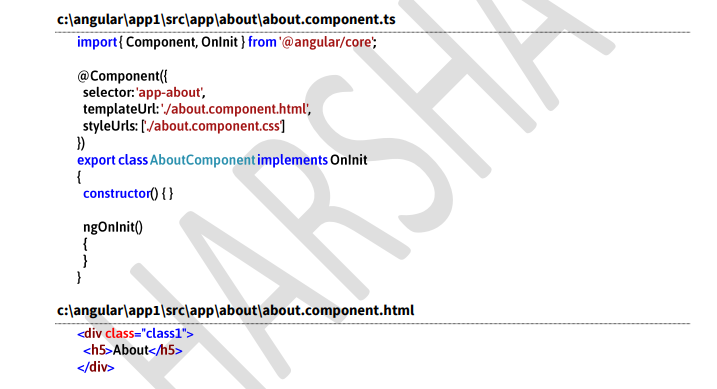 c:\angular\app1\src\app\about\about.component.ts
import { Component, OnInit } from '@angular/core';
@Component({
selector: 'app-about',
templateUrl: './about.component.html',
styleUrls: ['./about.component.css']
})
export class AboutComponent implements OnInit
{
constructor() { }
ngOnInit()
{
}
}
c:\angular\app1\src\app\about\about.component.html
<div class="class1">
<h5>About</h5>
</div>
HARSHA